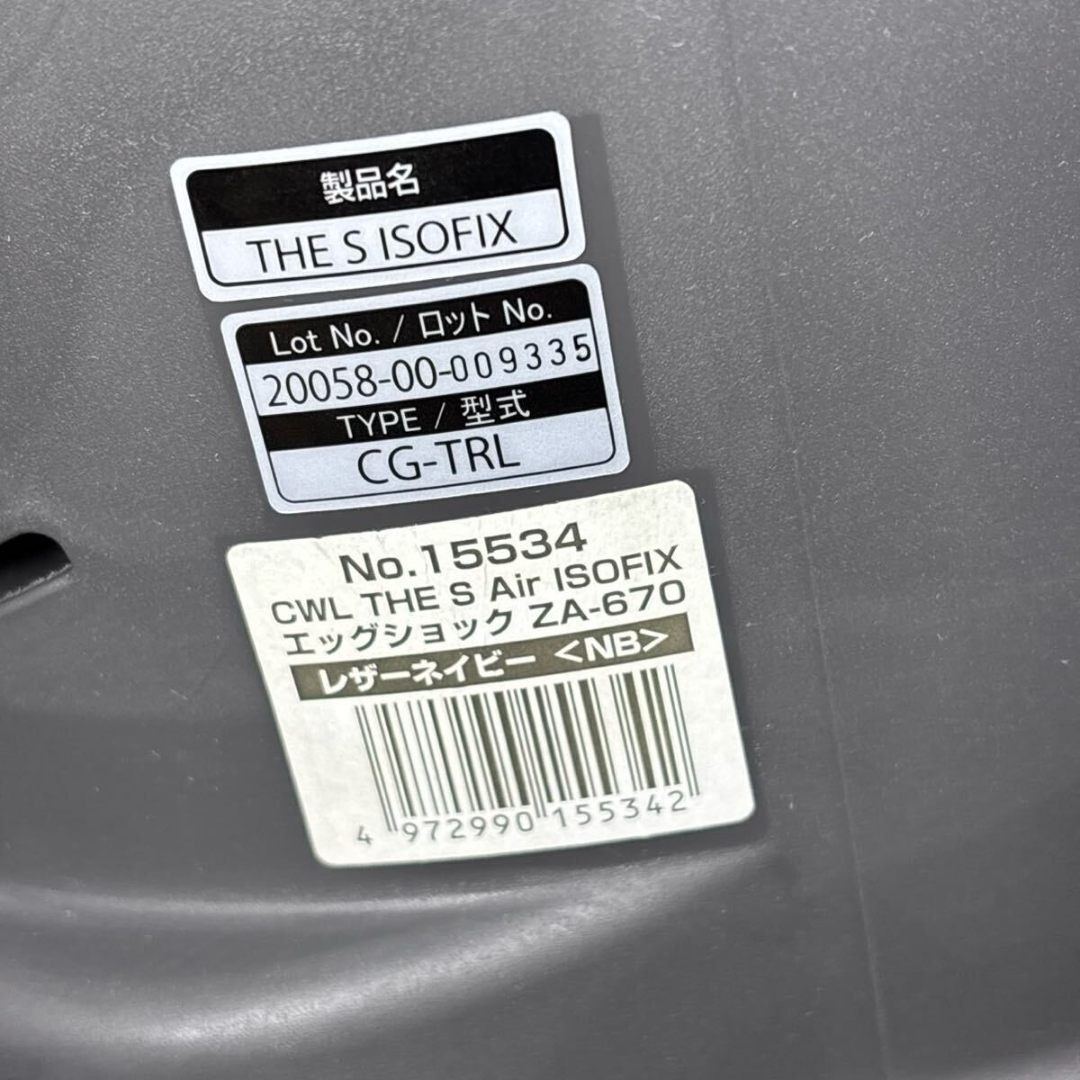 製品名
THE S ISOFIX
Lot No. / ロット No.
20058-00-009335
TYPE / 型式
CG-TRL
No.15534
CWL THE S Air ISOFIX
エッグショック ZA-670
レザーネイビー <NB>
4 972990 155342